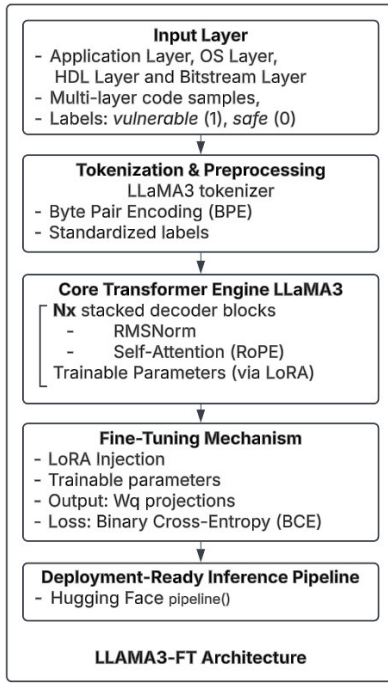 Input Layer
- Application Layer, OS Layer,
HDL Layer and Bitstream Layer
- Multi-layer code samples,
- Labels: vulnerable (1), safe (0)
Tokenization & Preprocessing
LLaMA3 tokenizer
- Byte Pair Encoding (BPE)
- Standardized labels
Core Transformer Engine LLaMA3
Nx stacked decoder blocks
- RMSNorm
- Self-Attention (RoPE)
Trainable Parameters (via LoRA)
Fine-Tuning Mechanism
- LoRA Injection
- Trainable parameters
- Output: Wq projections
- Loss: Binary Cross-Entropy (BCE)
Deployment-Ready Inference Pipeline
- Hugging Face pipeline()
LLAMA3-FT Architecture